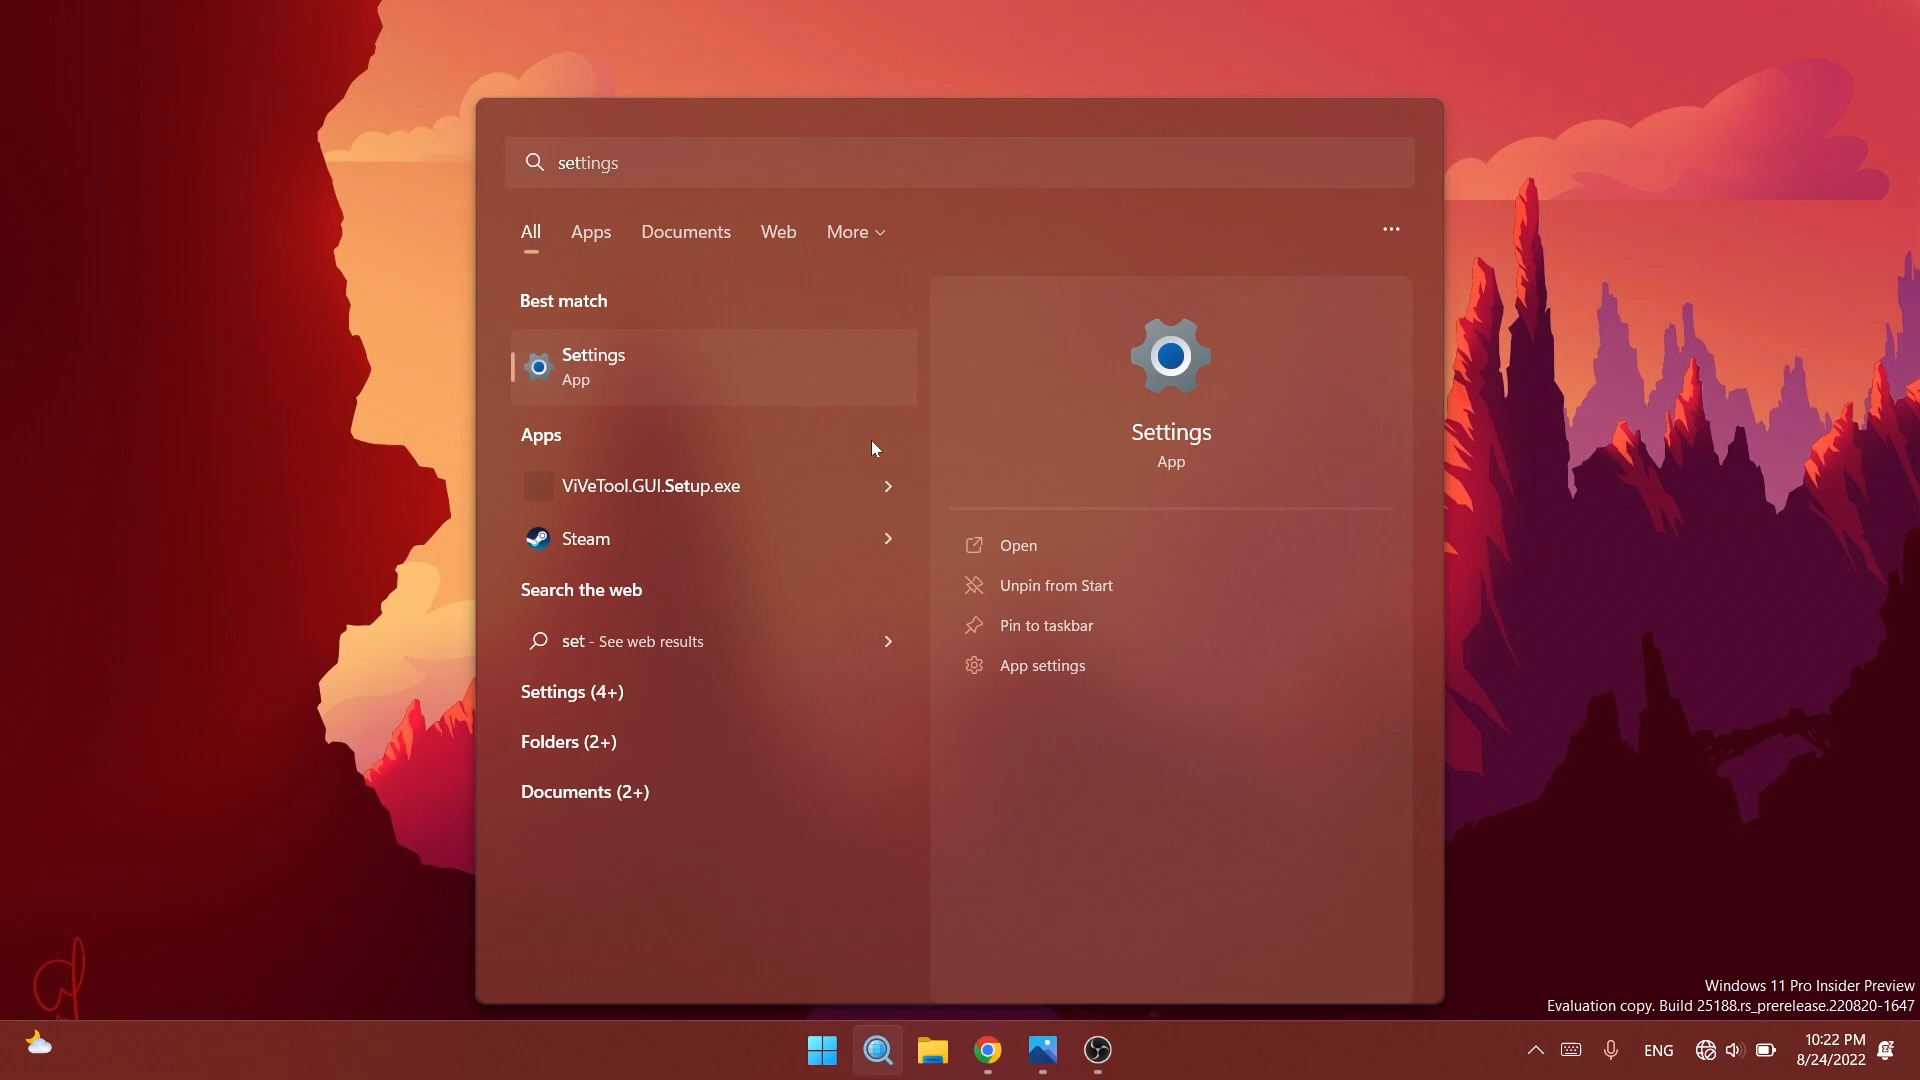 settings
All Apps Documents Web More
Best match
Settings
App
Apps
ViVeTool.GUI.Setup.exe
Steam
Search the web
set - See web results
Settings (4+)
Folders (2+)
Documents (2+)
Settings
App
Open
Unpin from Start
Pin to taskbar
App settings
Windows 11 Pro Insider Preview
Evaluation copy. Build 25188.rs_prerelease.220820-1647
ENG
10:22 PM
8/24/2022